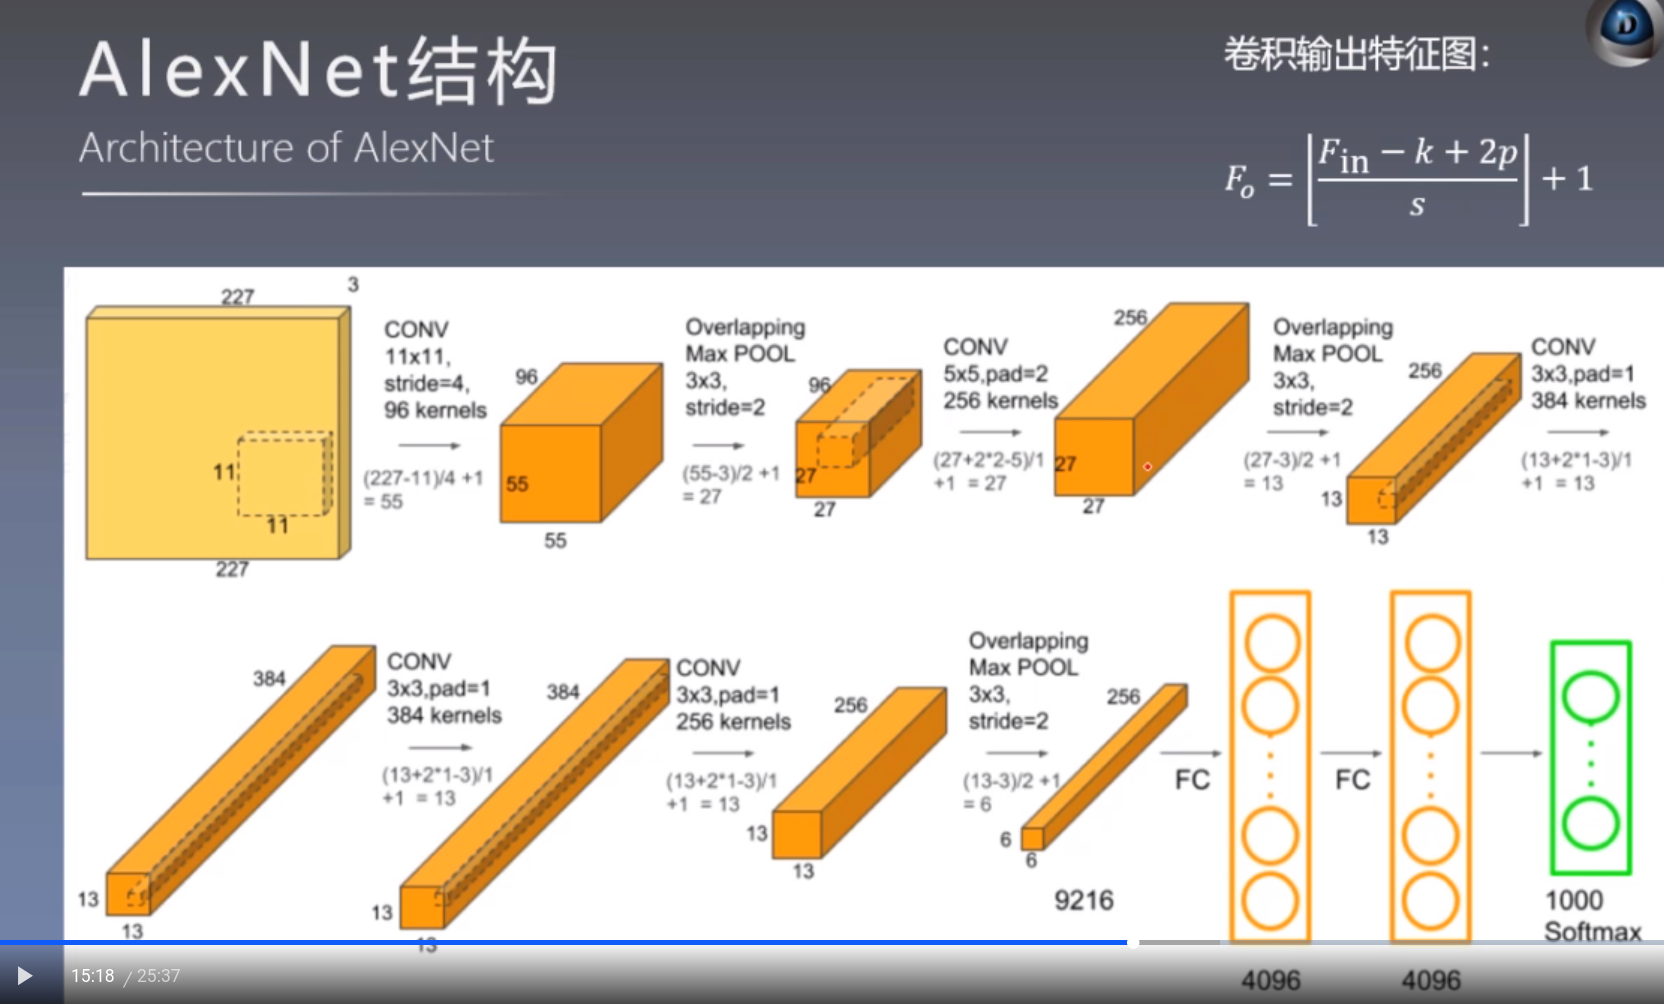 AlexNet结构
Architecture of AlexNet
卷积输出特征图：
F_o = ⌊(F_in − k + 2p) / s⌋ + 1
D
227
3
11
11
227
CONV
11x11,
stride=4,
96 kernels
(227-11)/4 +1
= 55
96
55
55
Overlapping
Max POOL
3x3,
stride=2
(55-3)/2 +1
= 27
96
27
27
CONV
5x5,pad=2
256 kernels
(27+2*2-5)/1
+1 = 27
256
27
27
Overlapping
Max POOL
3x3,
stride=2
(27-3)/2 +1
= 13
256
13
13
CONV
3x3,pad=1
384 kernels
(13+2*1-3)/1
+1 = 13
384
13
13
CONV
3x3,pad=1
384 kernels
(13+2*1-3)/1
+1 = 13
384
13
13
CONV
3x3,pad=1
256 kernels
(13+2*1-3)/1
+1 = 13
256
13
13
Overlapping
Max POOL
3x3,
stride=2
(13-3)/2 +1
= 6
256
6
6
9216
FC
4096
FC
4096
1000
Softmax
15:18 / 25:37